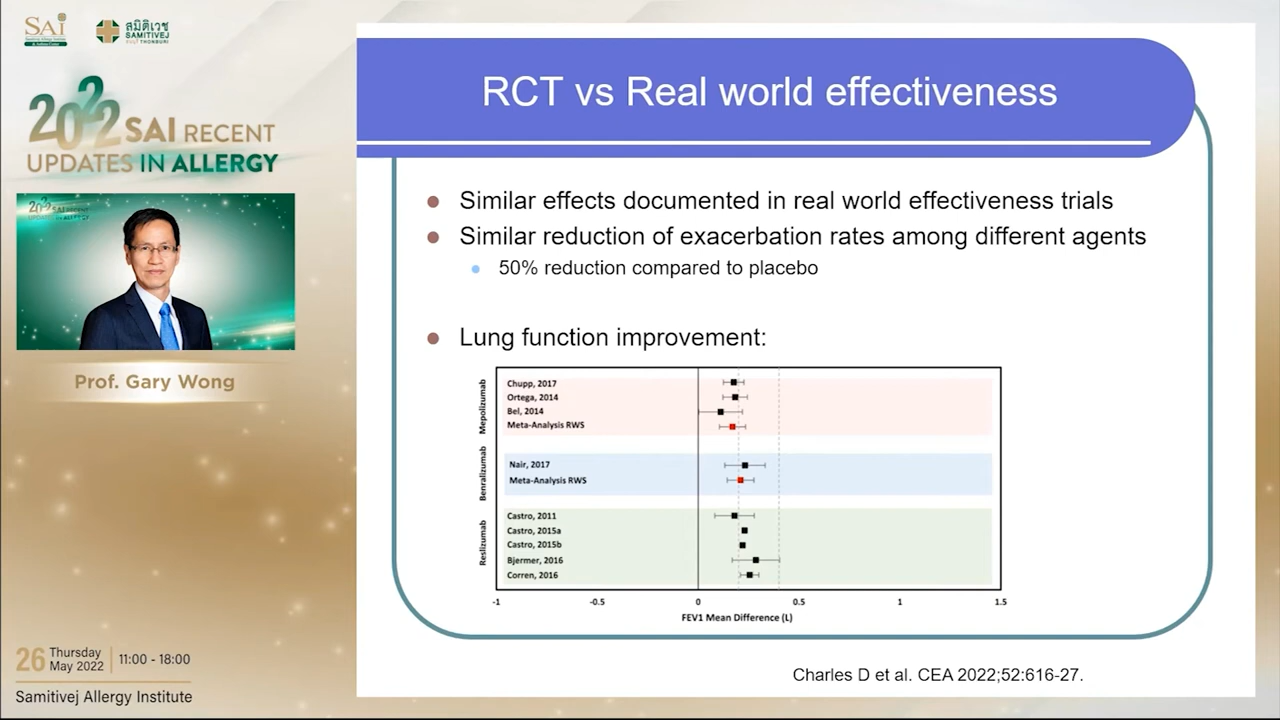 SAi
สมิติเวช
SAMITIVEJ
ธนบุรี THONBURI
2022 SAI RECENT
UPDATES IN ALLERGY
Prof. Gary Wong
26 Thursday
May 2022
11:00 - 18:00
Samitivej Allergy Institute
RCT vs Real world effectiveness
Similar effects documented in real world effectiveness trials
Similar reduction of exacerbation rates among different agents
50% reduction compared to placebo
Lung function improvement:
Mepolizumab
Chupp, 2017
Ortega, 2014
Bel, 2014
Meta-Analysis RWS
Benralizumab
Nair, 2017
Meta-Analysis RWS
Reslizumab
Castro, 2011
Castro, 2015a
Castro, 2015b
Bjermer, 2016
Corren, 2016
-1 -0.5 0 0.5 1 1.5
FEV1 Mean Difference (L)
Charles D et al. CEA 2022;52:616-27.